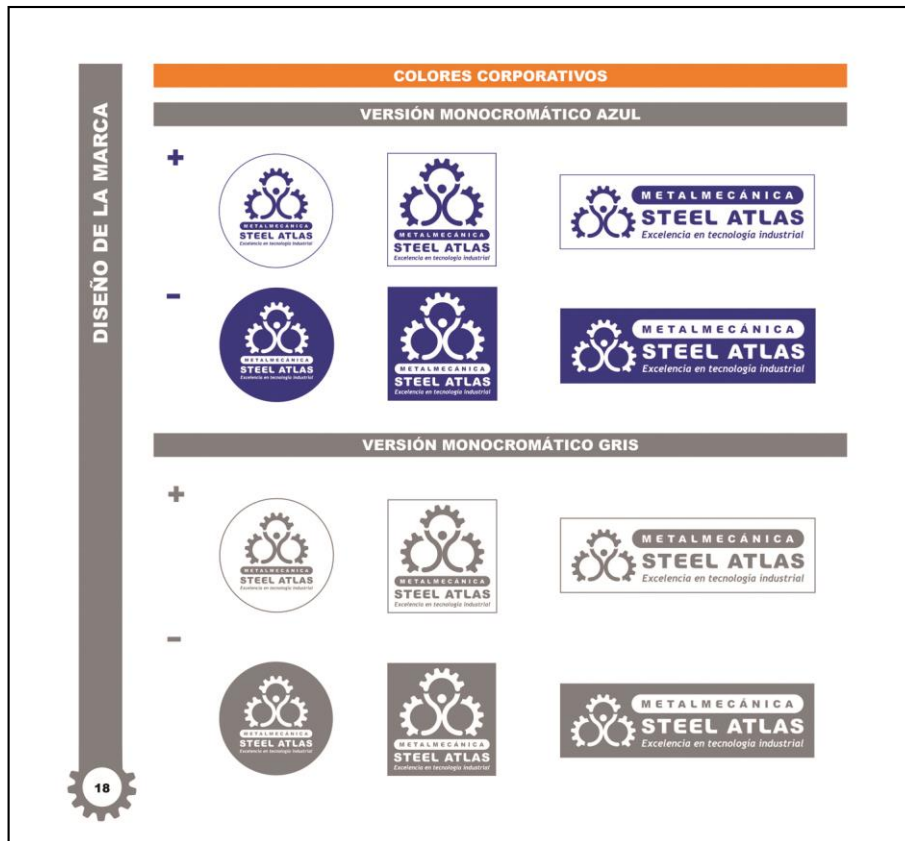 DISEÑO DE LA MARCA
COLORES CORPORATIVOS
VERSIÓN MONOCROMÁTICO AZUL
+
METALMECÁNICA
STEEL ATLAS
Excelencia en tecnología industrial
METALMECÁNICA
STEEL ATLAS
Excelencia en tecnología industrial
METALMECÁNICA
STEEL ATLAS
Excelencia en tecnología industrial
-
METALMECÁNICA
STEEL ATLAS
Excelencia en tecnología industrial
METALMECÁNICA
STEEL ATLAS
Excelencia en tecnología industrial
METALMECÁNICA
STEEL ATLAS
Excelencia en tecnología industrial
VERSIÓN MONOCROMÁTICO GRIS
+
METALMECÁNICA
STEEL ATLAS
Excelencia en tecnología industrial
METALMECÁNICA
STEEL ATLAS
Excelencia en tecnología industrial
METALMECÁNICA
STEEL ATLAS
Excelencia en tecnología industrial
-
METALMECÁNICA
STEEL ATLAS
Excelencia en tecnología industrial
METALMECÁNICA
STEEL ATLAS
Excelencia en tecnología industrial
METALMECÁNICA
STEEL ATLAS
Excelencia en tecnología industrial
18